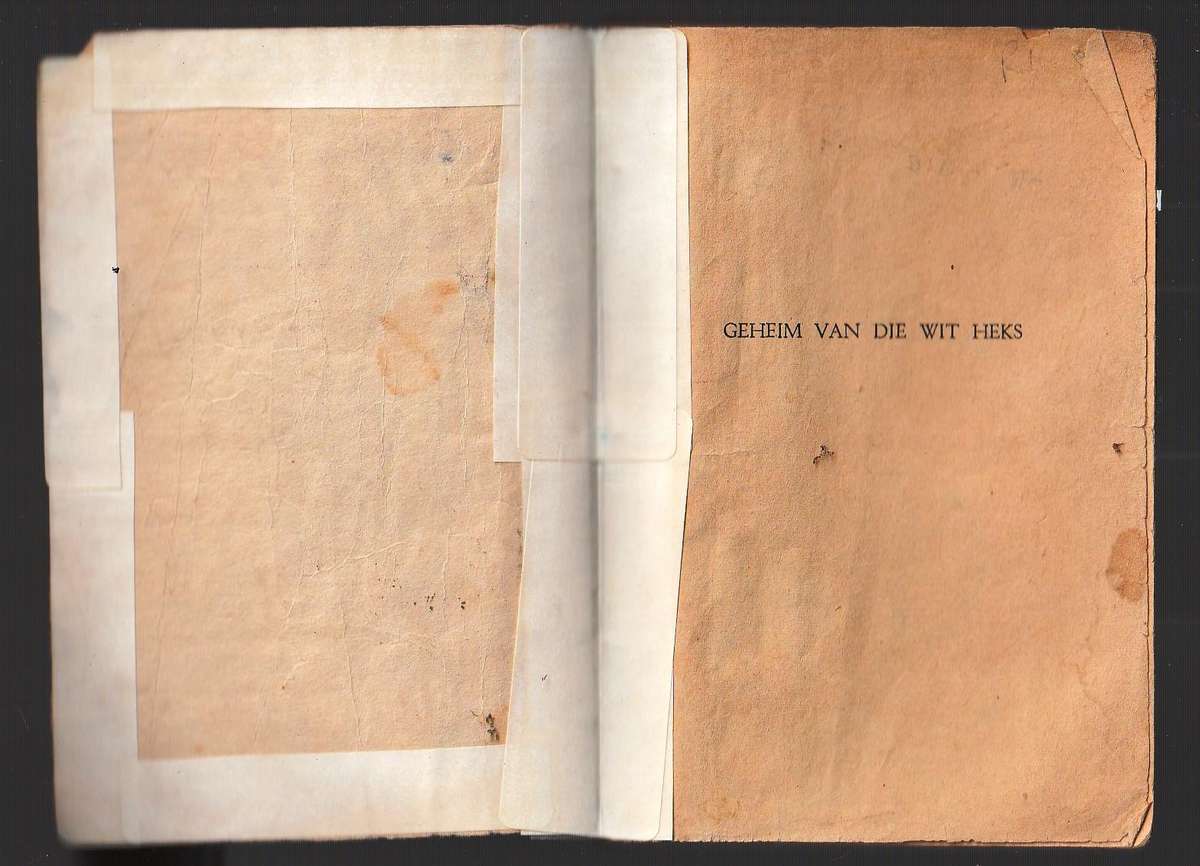 GEHEIM VAN DIE WIT HEKS